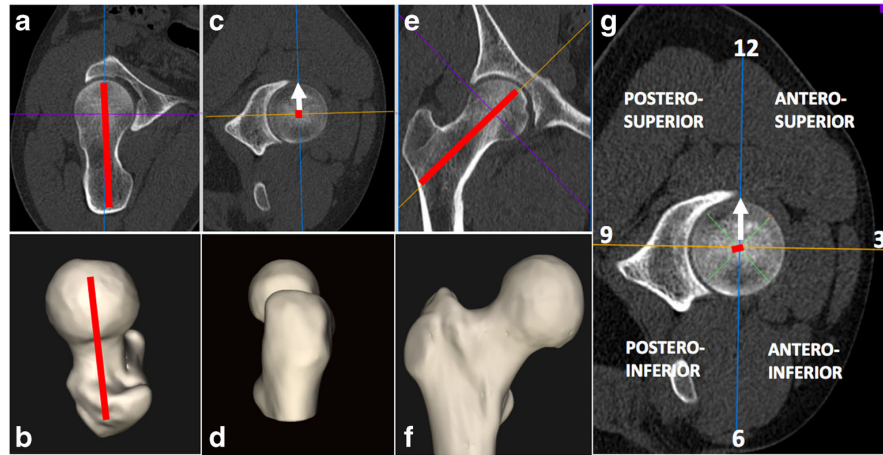 a
c
e
g
b
d
f
12
POSTERO-
SUPERIOR
ANTERO-
SUPERIOR
9
3
POSTERO-
INFERIOR
ANTERO-
INFERIOR
6